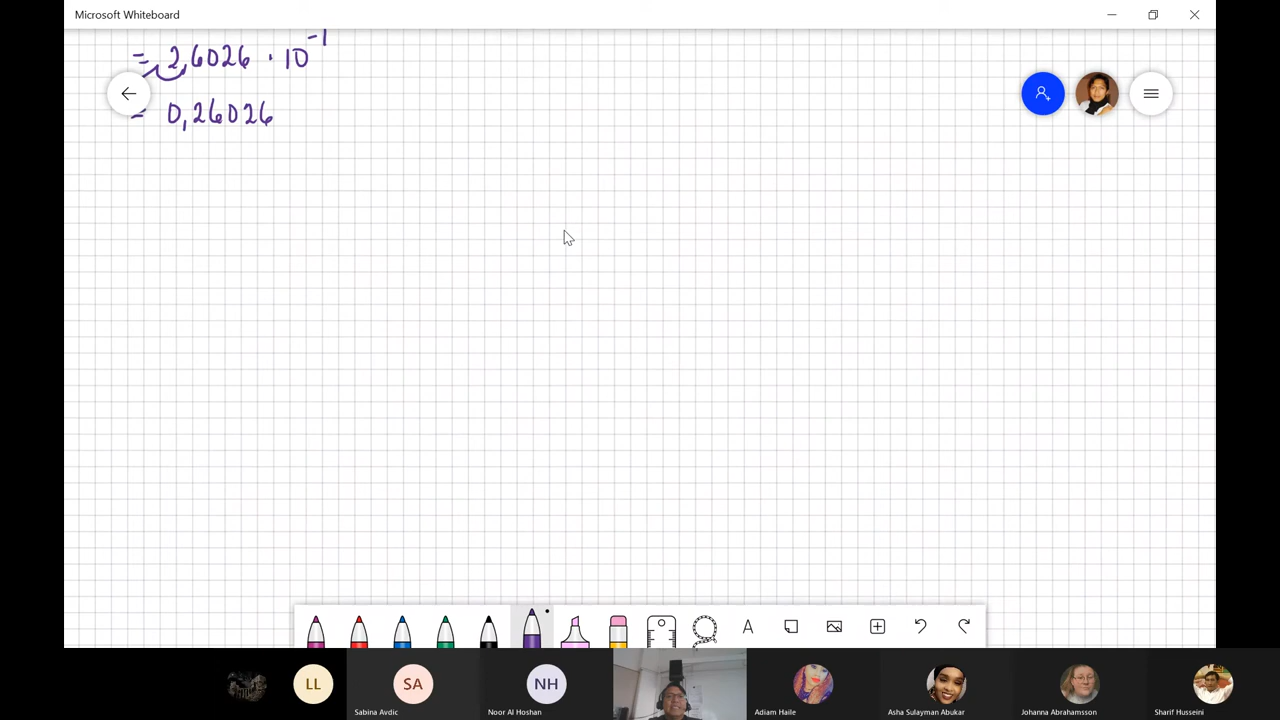 Microsoft Whiteboard
= 2,6026 · 10⁻¹
= 0,26026
A
LL
SA
NH
Sabina Avdic
Noor Al Hoshan
Adiam Haile
Asha Sulayman Abukar
Johanna Abrahamsson
Sharif Husseini